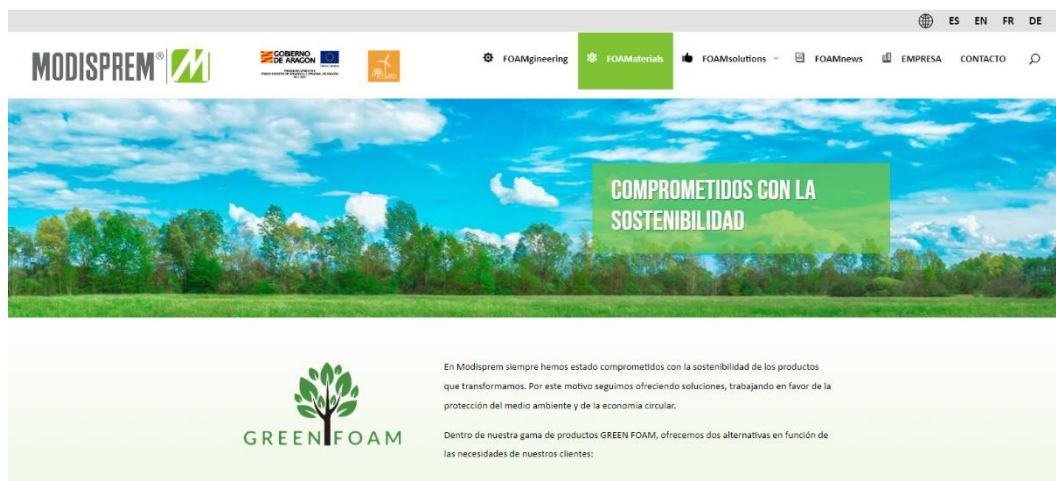 ES EN FR DE
MODISPREM®
GOBIERNO
DE ARAGON
FOAMgineering
FOAMaterials
FOAMsolutions
FOAMnews
EMPRESA
CONTACTO
COMPROMETIDOS CON LA
SOSTENIBILIDAD
GREEN FOAM
En Modisprem siempre hemos estado comprometidos con la sostenibilidad de los productos
que transformamos. Por este motivo seguimos ofreciendo soluciones, trabajando en favor de la
protección del medio ambiente y de la economía circular.
Dentro de nuestra gama de productos GREEN FOAM, ofrecemos dos alternativas en función de
las necesidades de nuestros clientes: